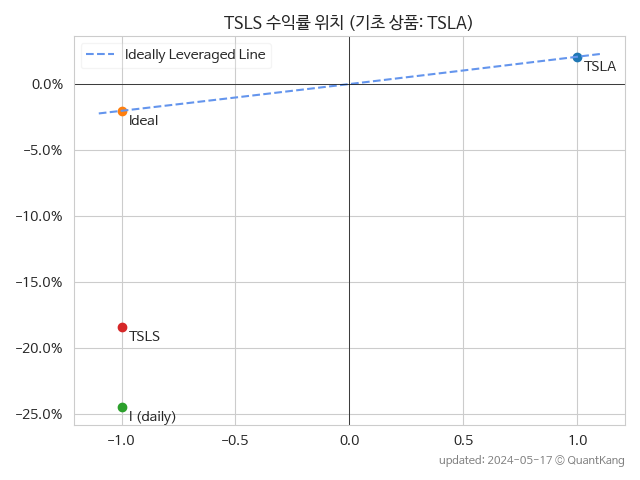 TSLS 수익률 위치 (기초 상품: TSLA)
Ideally Leveraged Line
TSLA
0.0%
Ideal
−5.0%
−10.0%
−15.0%
TSLS
−20.0%
I (daily)
−25.0%
−1.0 −0.5 0.0 0.5 1.0
updated: 2024-05-17 © QuantKang